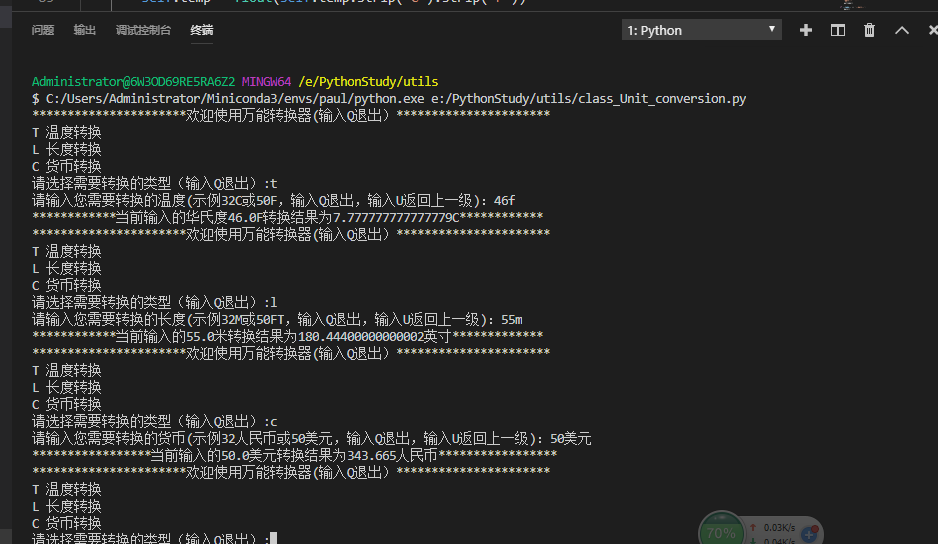 问题 输出 调试控制台 终端 1: Python
Administrator@6W3OD69RE5RA6Z2 MINGW64 /e/PythonStudy/utils
$ C:/Users/Administrator/Miniconda3/envs/paul/python.exe e:/PythonStudy/utils/class_Unit_conversion.py
**********************欢迎使用万能转换器(输入Q退出）**********************
T 温度转换
L 长度转换
C 货币转换
请选择需要转换的类型（输入Q退出）:t
请输入您需要转换的温度(示例32C或50F，输入Q退出，输入U返回上一级)：46f
************当前输入的华氏度46.0F转换结果为7.777777777777779C************
**********************欢迎使用万能转换器(输入Q退出）**********************
T 温度转换
L 长度转换
C 货币转换
请选择需要转换的类型（输入Q退出）:l
请输入您需要转换的长度(示例32M或50FT，输入Q退出，输入U返回上一级)：55m
************当前输入的55.0米转换结果为180.44400000000002英寸*************
**********************欢迎使用万能转换器(输入Q退出）**********************
T 温度转换
L 长度转换
C 货币转换
请选择需要转换的类型（输入Q退出）:c
请输入您需要转换的货币(示例32人民币或50美元，输入Q退出，输入U返回上一级)：50美元
*****************当前输入的50.0美元转换结果为343.665人民币*****************
**********************欢迎使用万能转换器(输入Q退出）**********************
T 温度转换
L 长度转换
C 货币转换
请选择需要转换的类型（输入Q退出）:
70%
0.03K/s
0.04K/s